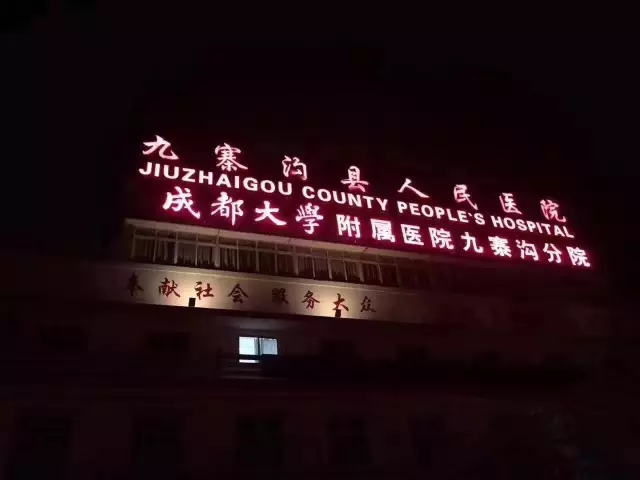 九寨沟县人民医院
JIUZHAIGOU COUNTY PEOPLE'S HOSPITAL
成都大學附属医院九寨沟分院
奉献社会 服务大众